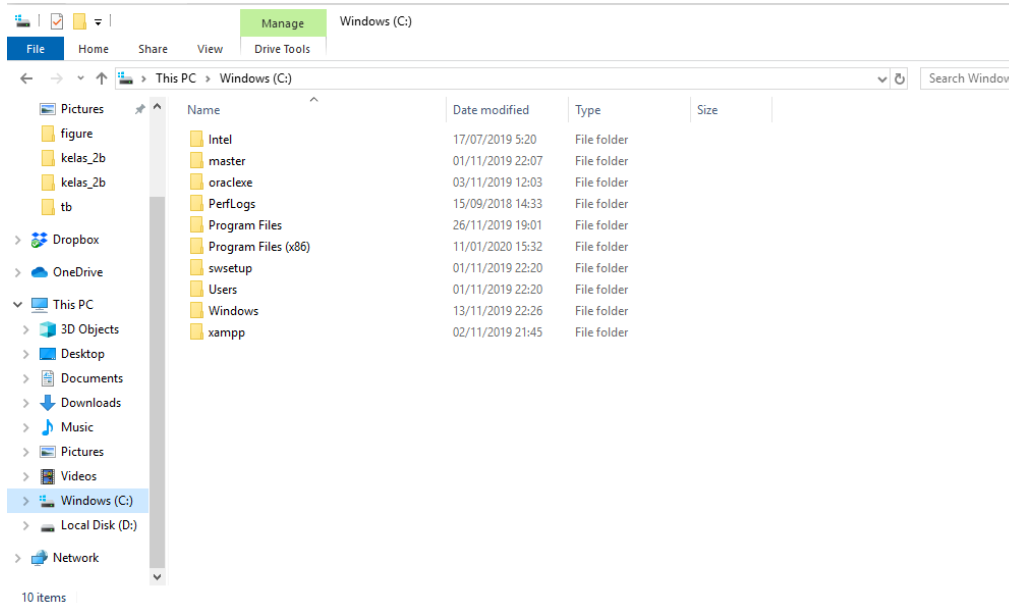 Manage Windows (C:)
File Home Share View Drive Tools
This PC Windows (C:) Search Window
Pictures
figure
kelas_2b
kelas_2b
tb
Dropbox
OneDrive
This PC
3D Objects
Desktop
Documents
Downloads
Music
Pictures
Videos
Windows (C:)
Local Disk (D:)
Network
Name Date modified Type Size
Intel 17/07/2019 5:20 File folder
master 01/11/2019 22:07 File folder
oraclexe 03/11/2019 12:03 File folder
PerfLogs 15/09/2018 14:33 File folder
Program Files 26/11/2019 19:01 File folder
Program Files (x86) 11/01/2020 15:32 File folder
swsetup 01/11/2019 22:20 File folder
Users 01/11/2019 22:20 File folder
Windows 13/11/2019 22:26 File folder
xampp 02/11/2019 21:45 File folder
10 items